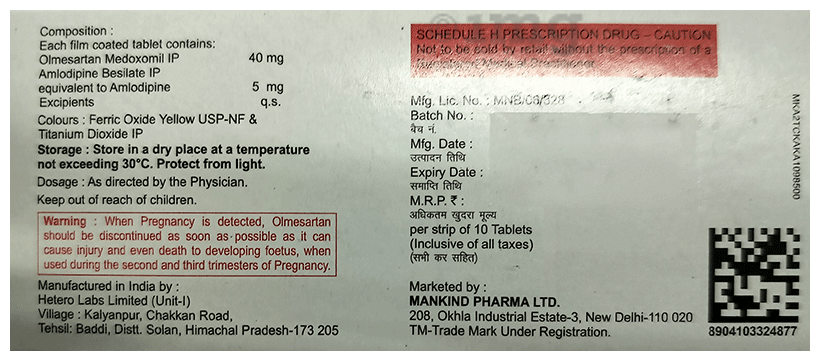 Composition :
Each film coated tablet contains:
Olmesartan Medoxomil IP 40 mg
Amlodipine Besilate IP
equivalent to Amlodipine 5 mg
Excipients q.s.
Colours : Ferric Oxide Yellow USP-NF &
Titanium Dioxide IP
Storage : Store in a dry place at a temperature
not exceeding 30°C. Protect from light.
Dosage : As directed by the Physician.
Keep out of reach of children.
Warning : When Pregnancy is detected, Olmesartan
should be discontinued as soon as possible as it can
cause injury and even death to developing foetus, when
used during the second and third trimesters of Pregnancy.
Manufactured in India by :
Hetero Labs Limited (Unit-I)
Village : Kalyanpur, Chakkan Road,
Tehsil: Baddi, Distt. Solan, Himachal Pradesh-173 205
1mg
SCHEDULE H PRESCRIPTION DRUG – CAUTION
Not to be sold by retail without the prescription of a
Medical Practitioner
Mfg. Lic. No. : MNB/06/328
Batch No. :
बैच नं.
Mfg. Date :
उत्पादन तिथि
Expiry Date :
समाप्ति तिथि
M.R.P. ₹ :
अधिकतम खुदरा मूल्य
per strip of 10 Tablets
(Inclusive of all taxes)
(सभी कर सहित)
Marketed by :
MANKIND PHARMA LTD.
208, Okhla Industrial Estate-3, New Delhi-110 020
TM-Trade Mark Under Registration.
MKA2TCKAKA1098500
8904103324877